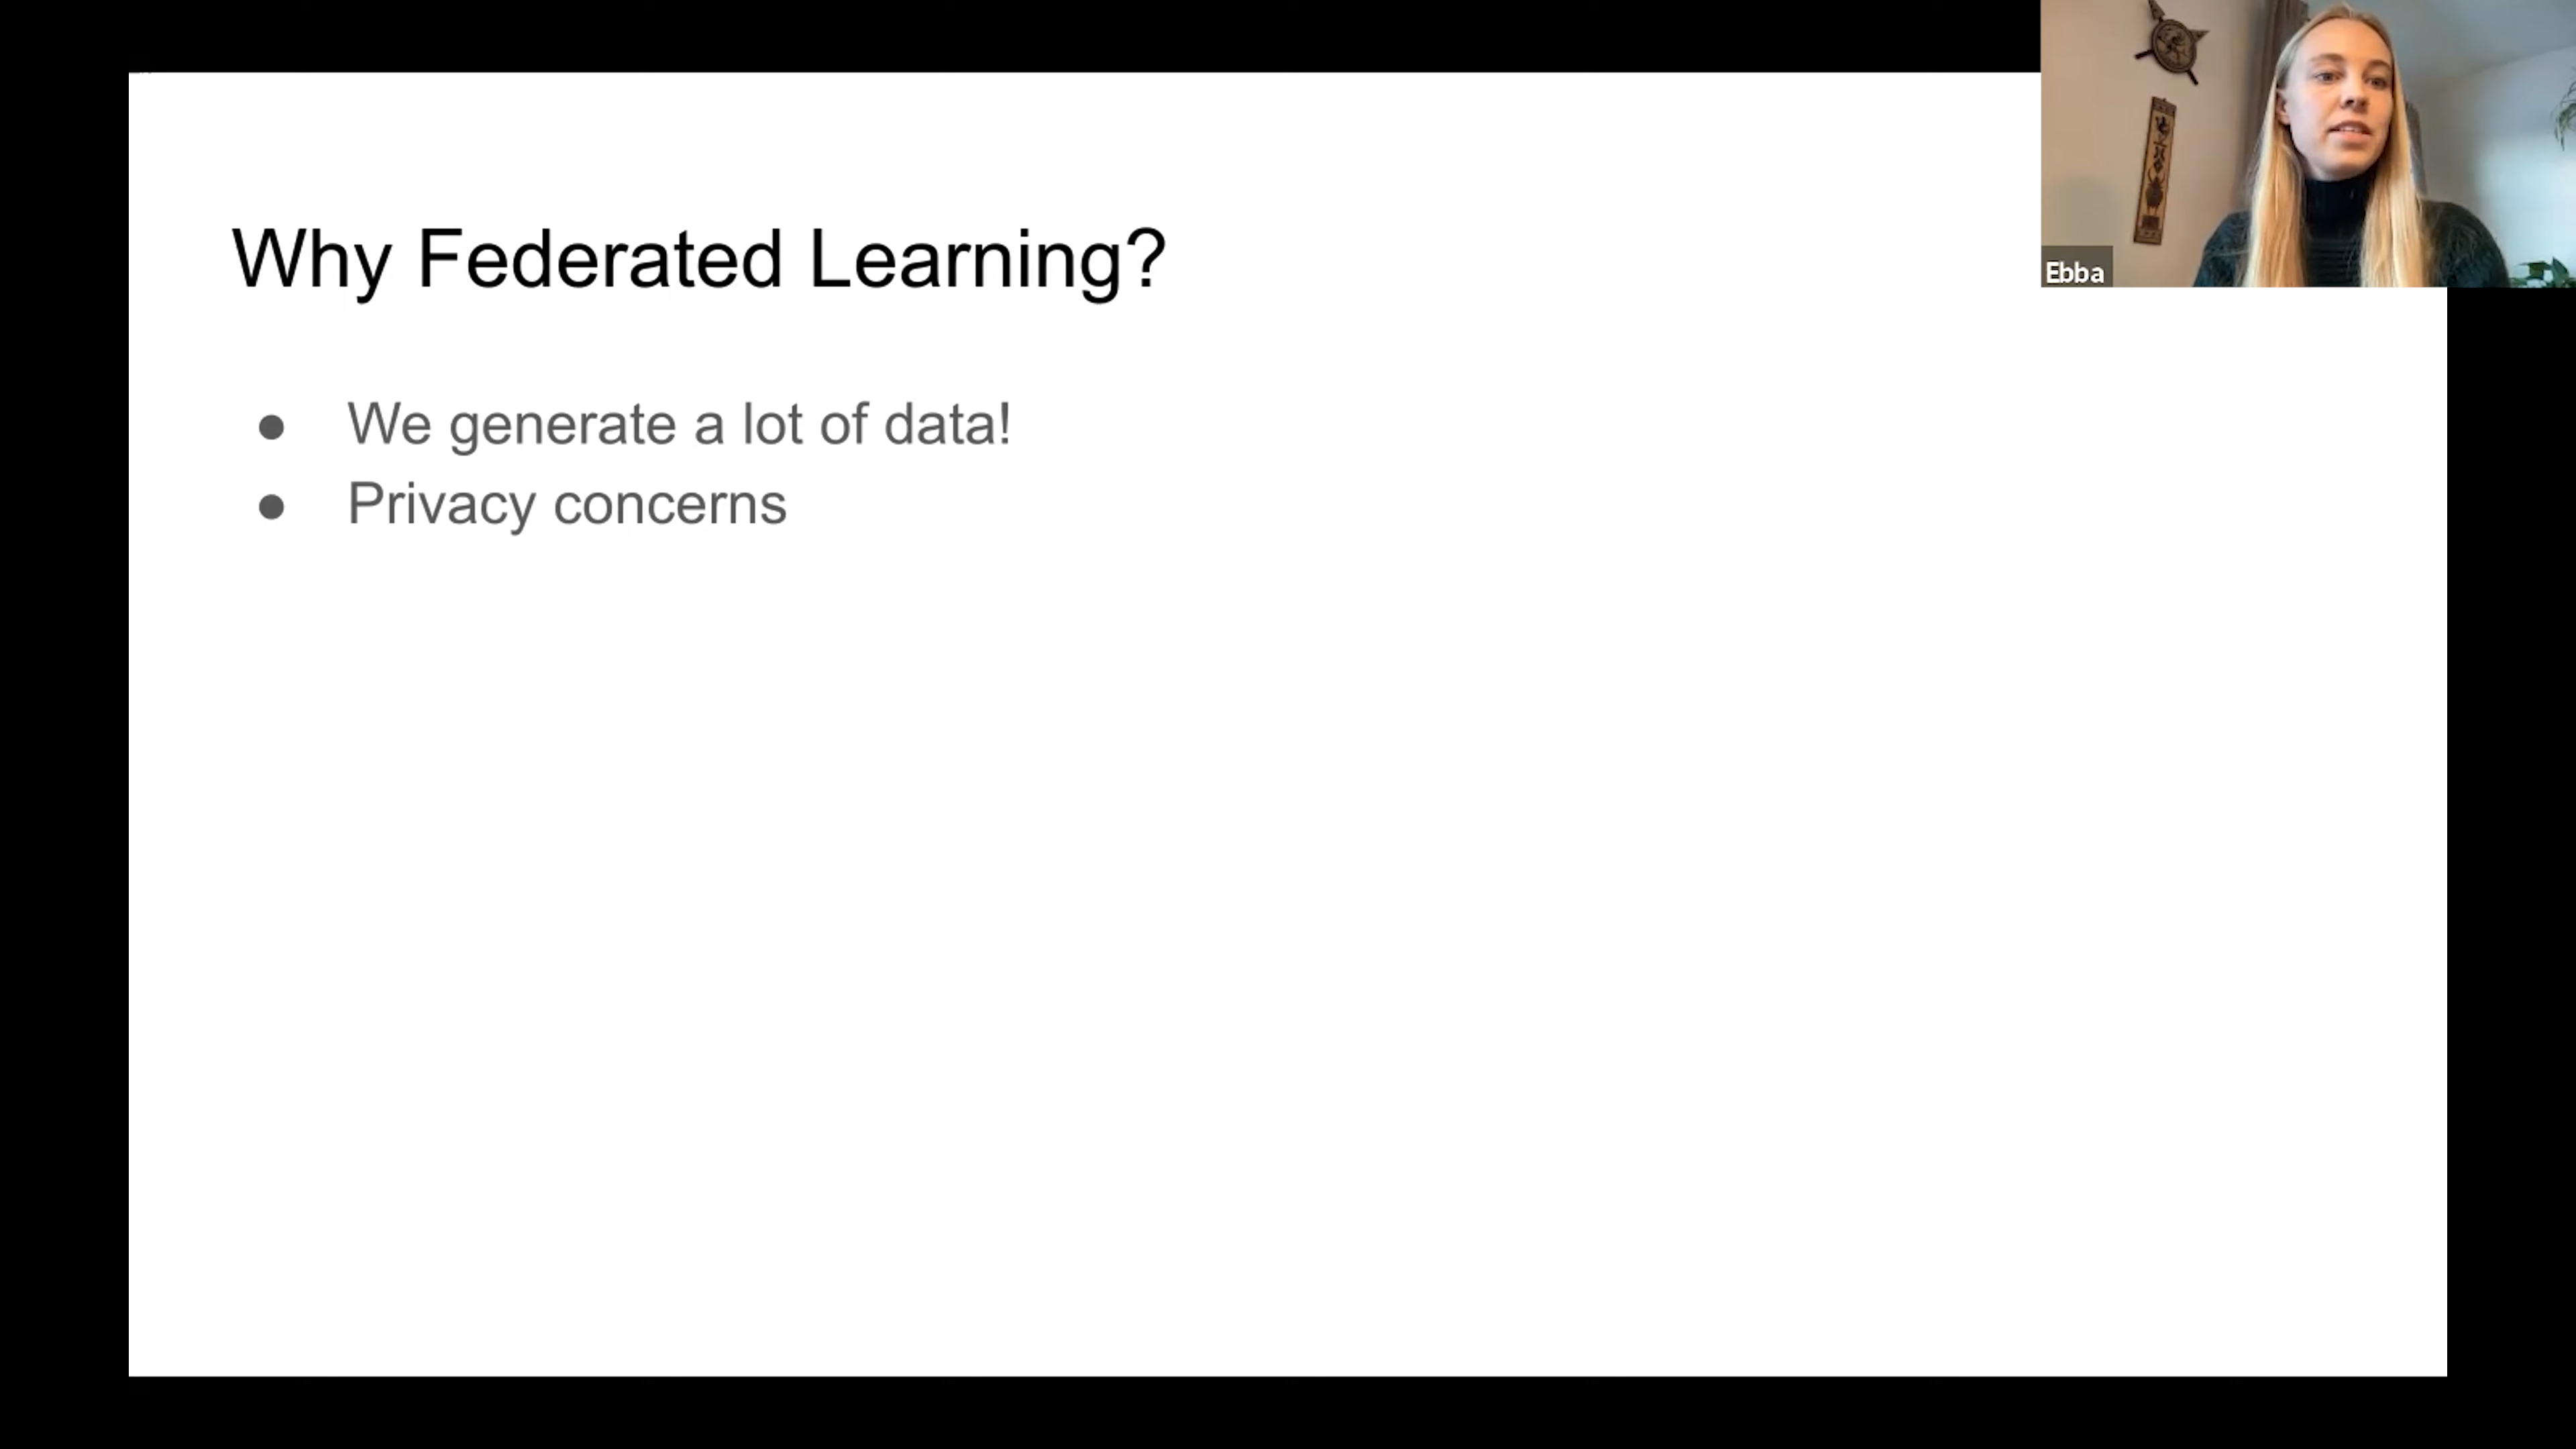 Why Federated Learning?
● We generate a lot of data!
● Privacy concerns
Ebba